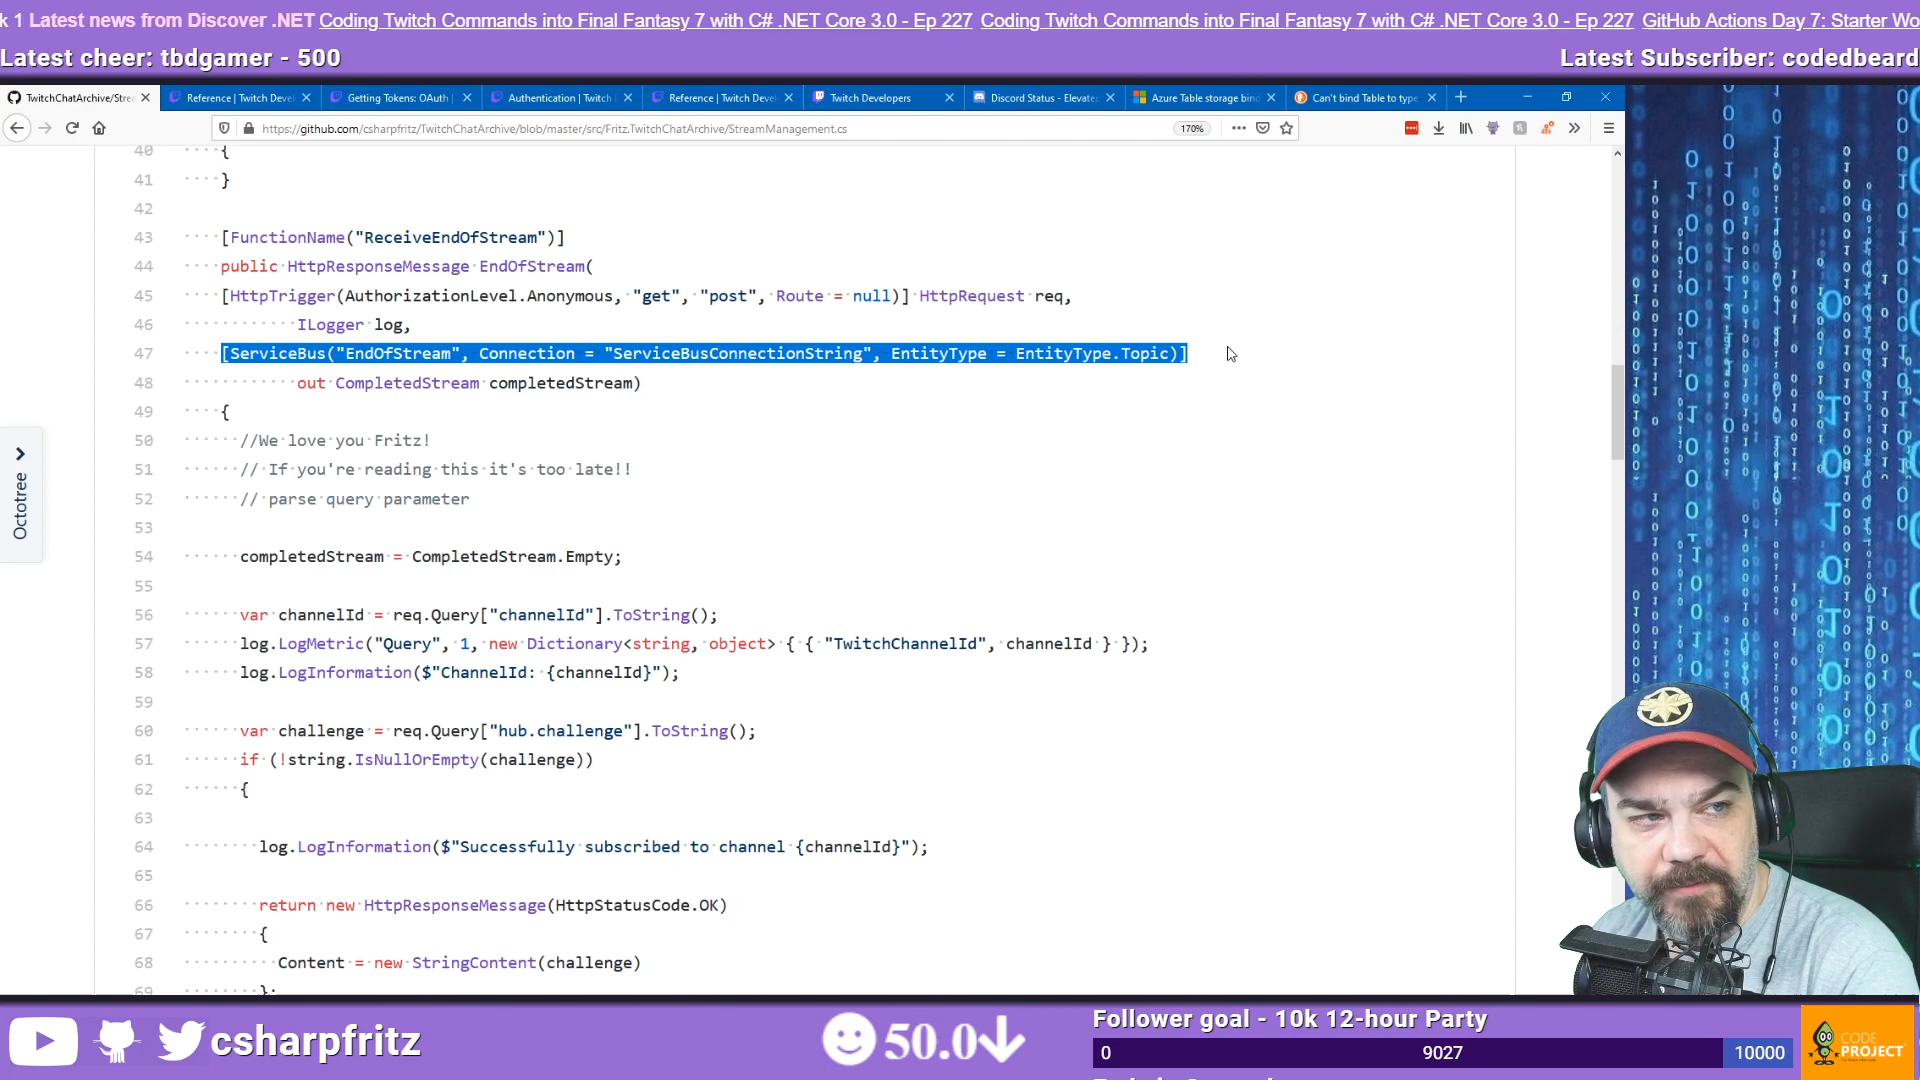 k 1 Latest news from Discover .NET Coding Twitch Commands into Final Fantasy 7 with C# .NET Core 3.0 - Ep 227 Coding Twitch Commands into Final Fantasy 7 with C# .NET Core 3.0 - Ep 227 GitHub Actions Day 7: Starter Wo
Latest cheer: tbdgamer - 500
Latest Subscriber: codedbeard
TwitchChatArchive/Strea
Reference | Twitch Devel
Getting Tokens: OAuth |
Authentication | Twitch
Reference | Twitch Devel
Twitch Developers
Discord Status - Elevated
Azure Table storage bind
Can't bind Table to type
https://github.com/csharpfritz/TwitchChatArchive/blob/master/src/Fritz.TwitchChatArchive/StreamManagement.cs
170%
Octotree
40 {
41 }
42
43 [FunctionName("ReceiveEndOfStream")]
44 public HttpResponseMessage EndOfStream(
45 [HttpTrigger(AuthorizationLevel.Anonymous, "get", "post", Route = null)] HttpRequest req,
46 ILogger log,
47 [ServiceBus("EndOfStream", Connection = "ServiceBusConnectionString", EntityType = EntityType.Topic)]
48 out CompletedStream completedStream)
49 {
50 //We love you Fritz!
51 // If you're reading this it's too late!!
52 // parse query parameter
53
54 completedStream = CompletedStream.Empty;
55
56 var channelId = req.Query["channelId"].ToString();
57 log.LogMetric("Query", 1, new Dictionary<string, object> { { "TwitchChannelId", channelId } });
58 log.LogInformation($"ChannelId: {channelId}");
59
60 var challenge = req.Query["hub.challenge"].ToString();
61 if (!string.IsNullOrEmpty(challenge))
62 {
63
64 log.LogInformation($"Successfully subscribed to channel {channelId}");
65
66 return new HttpResponseMessage(HttpStatusCode.OK)
67 {
68 Content = new StringContent(challenge)
69 };
csharpfritz
50.0
Follower goal - 10k 12-hour Party
0 9027 10000
CODE
PROJECT